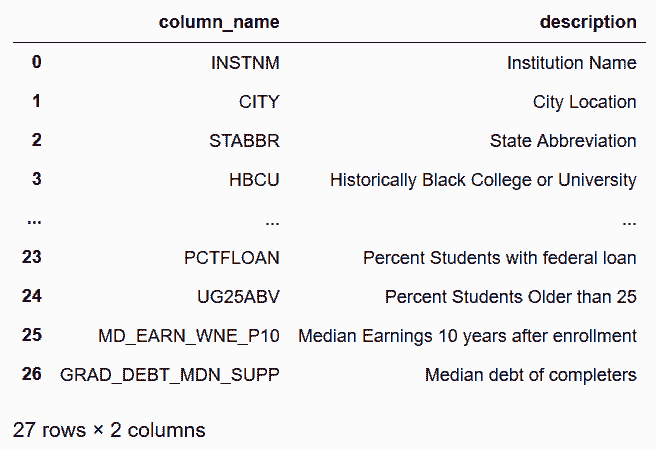 column_name description
0 INSTNM Institution Name
1 CITY City Location
2 STABBR State Abbreviation
3 HBCU Historically Black College or University
... ... ...
23 PCTFLOAN Percent Students with federal loan
24 UG25ABV Percent Students Older than 25
25 MD_EARN_WNE_P10 Median Earnings 10 years after enrollment
26 GRAD_DEBT_MDN_SUPP Median debt of completers
27 rows × 2 columns